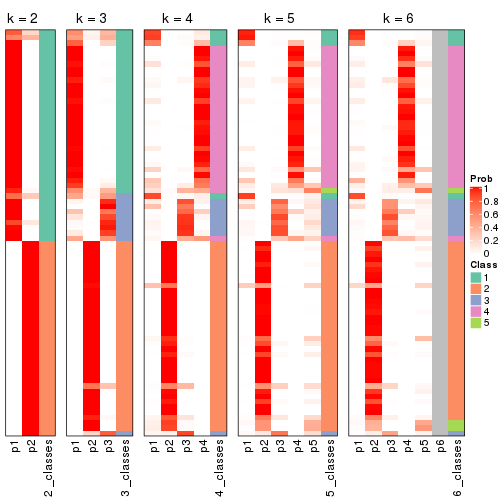 k = 2 k = 3 k = 4 k = 5 k = 6
Prob
1
0.8
0.6
0.4
0.2
0
Class
1
2
3
4
5
p1 p2 2_classes p1 p2 p3 3_classes p1 p2 p3 p4 4_classes p1 p2 p3 p4 p5 5_classes p1 p2 p3 p4 p5 p6 6_classes